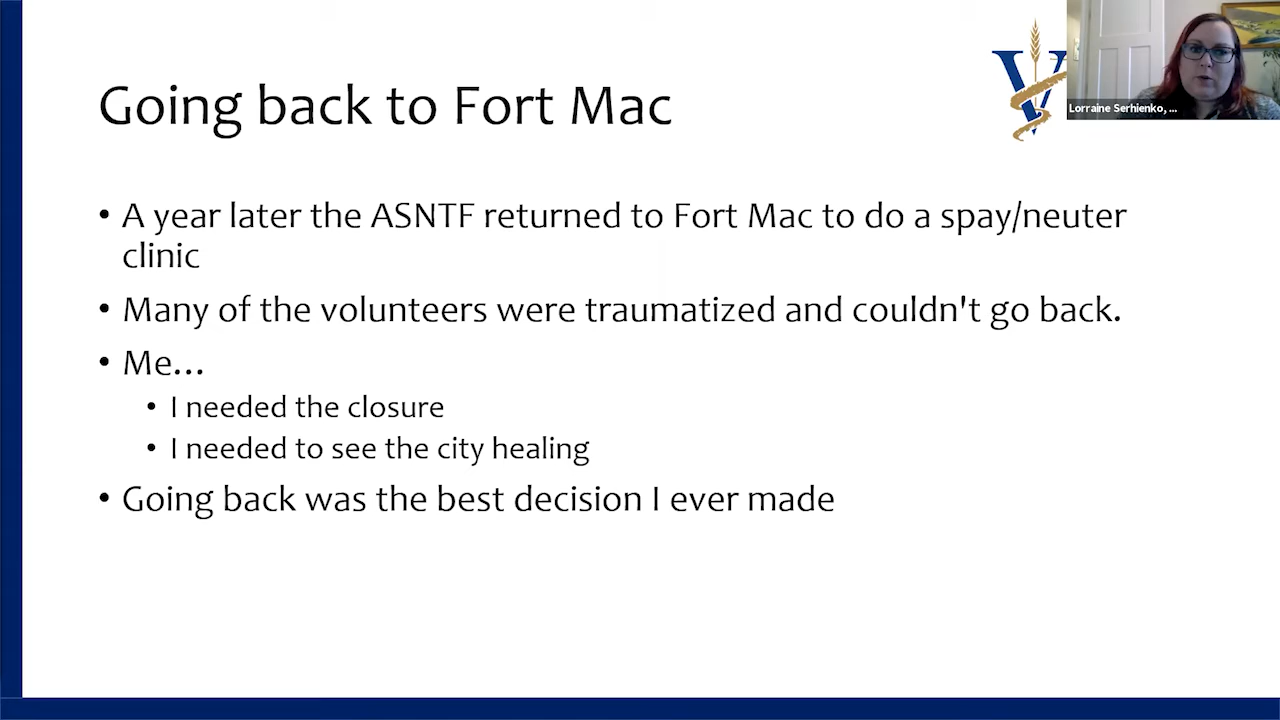 Going back to Fort Mac
Lorraine Serhienko, ...
• A year later the ASNTF returned to Fort Mac to do a spay/neuter
clinic
• Many of the volunteers were traumatized and couldn't go back.
• Me...
• I needed the closure
• I needed to see the city healing
• Going back was the best decision I ever made